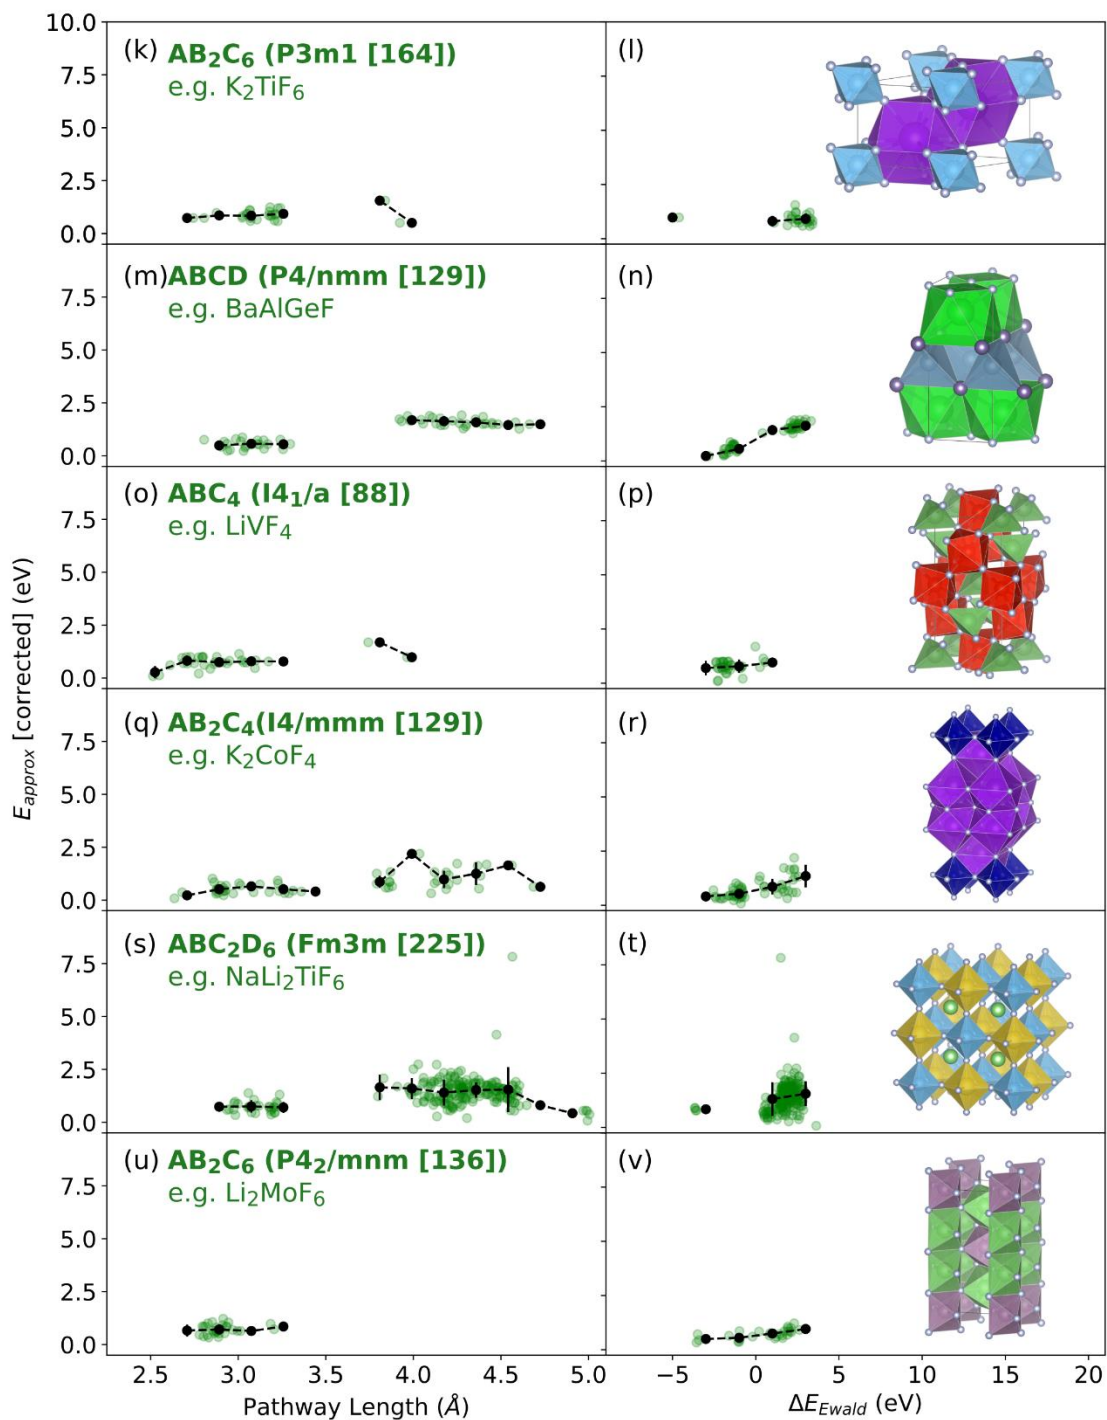 10.0
(k) AB₂C₆ (P3m1 [164])
(l)
e.g. K₂TiF₆
7.5
5.0
2.5
0.0
(m) ABCD (P4/nmm [129])
(n)
e.g. BaAlGeF
7.5
5.0
2.5
0.0
(o) ABC₄ (I4₁/a [88])
(p)
e.g. LiVF₄
7.5
5.0
2.5
0.0
E_approx [corrected] (eV)
(q) AB₂C₄(I4/mmm [129])
(r)
e.g. K₂CoF₄
7.5
5.0
2.5
0.0
(s) ABC₂D₆ (Fm3m [225])
(t)
e.g. NaLi₂TiF₆
7.5
5.0
2.5
0.0
(u) AB₂C₆ (P4₂/mnm [136])
(v)
e.g. Li₂MoF₆
7.5
5.0
2.5
0.0
2.5 3.0 3.5 4.0 4.5 5.0
−5 0 5 10 15 20
Pathway Length (Å)
ΔE_Ewald (eV)